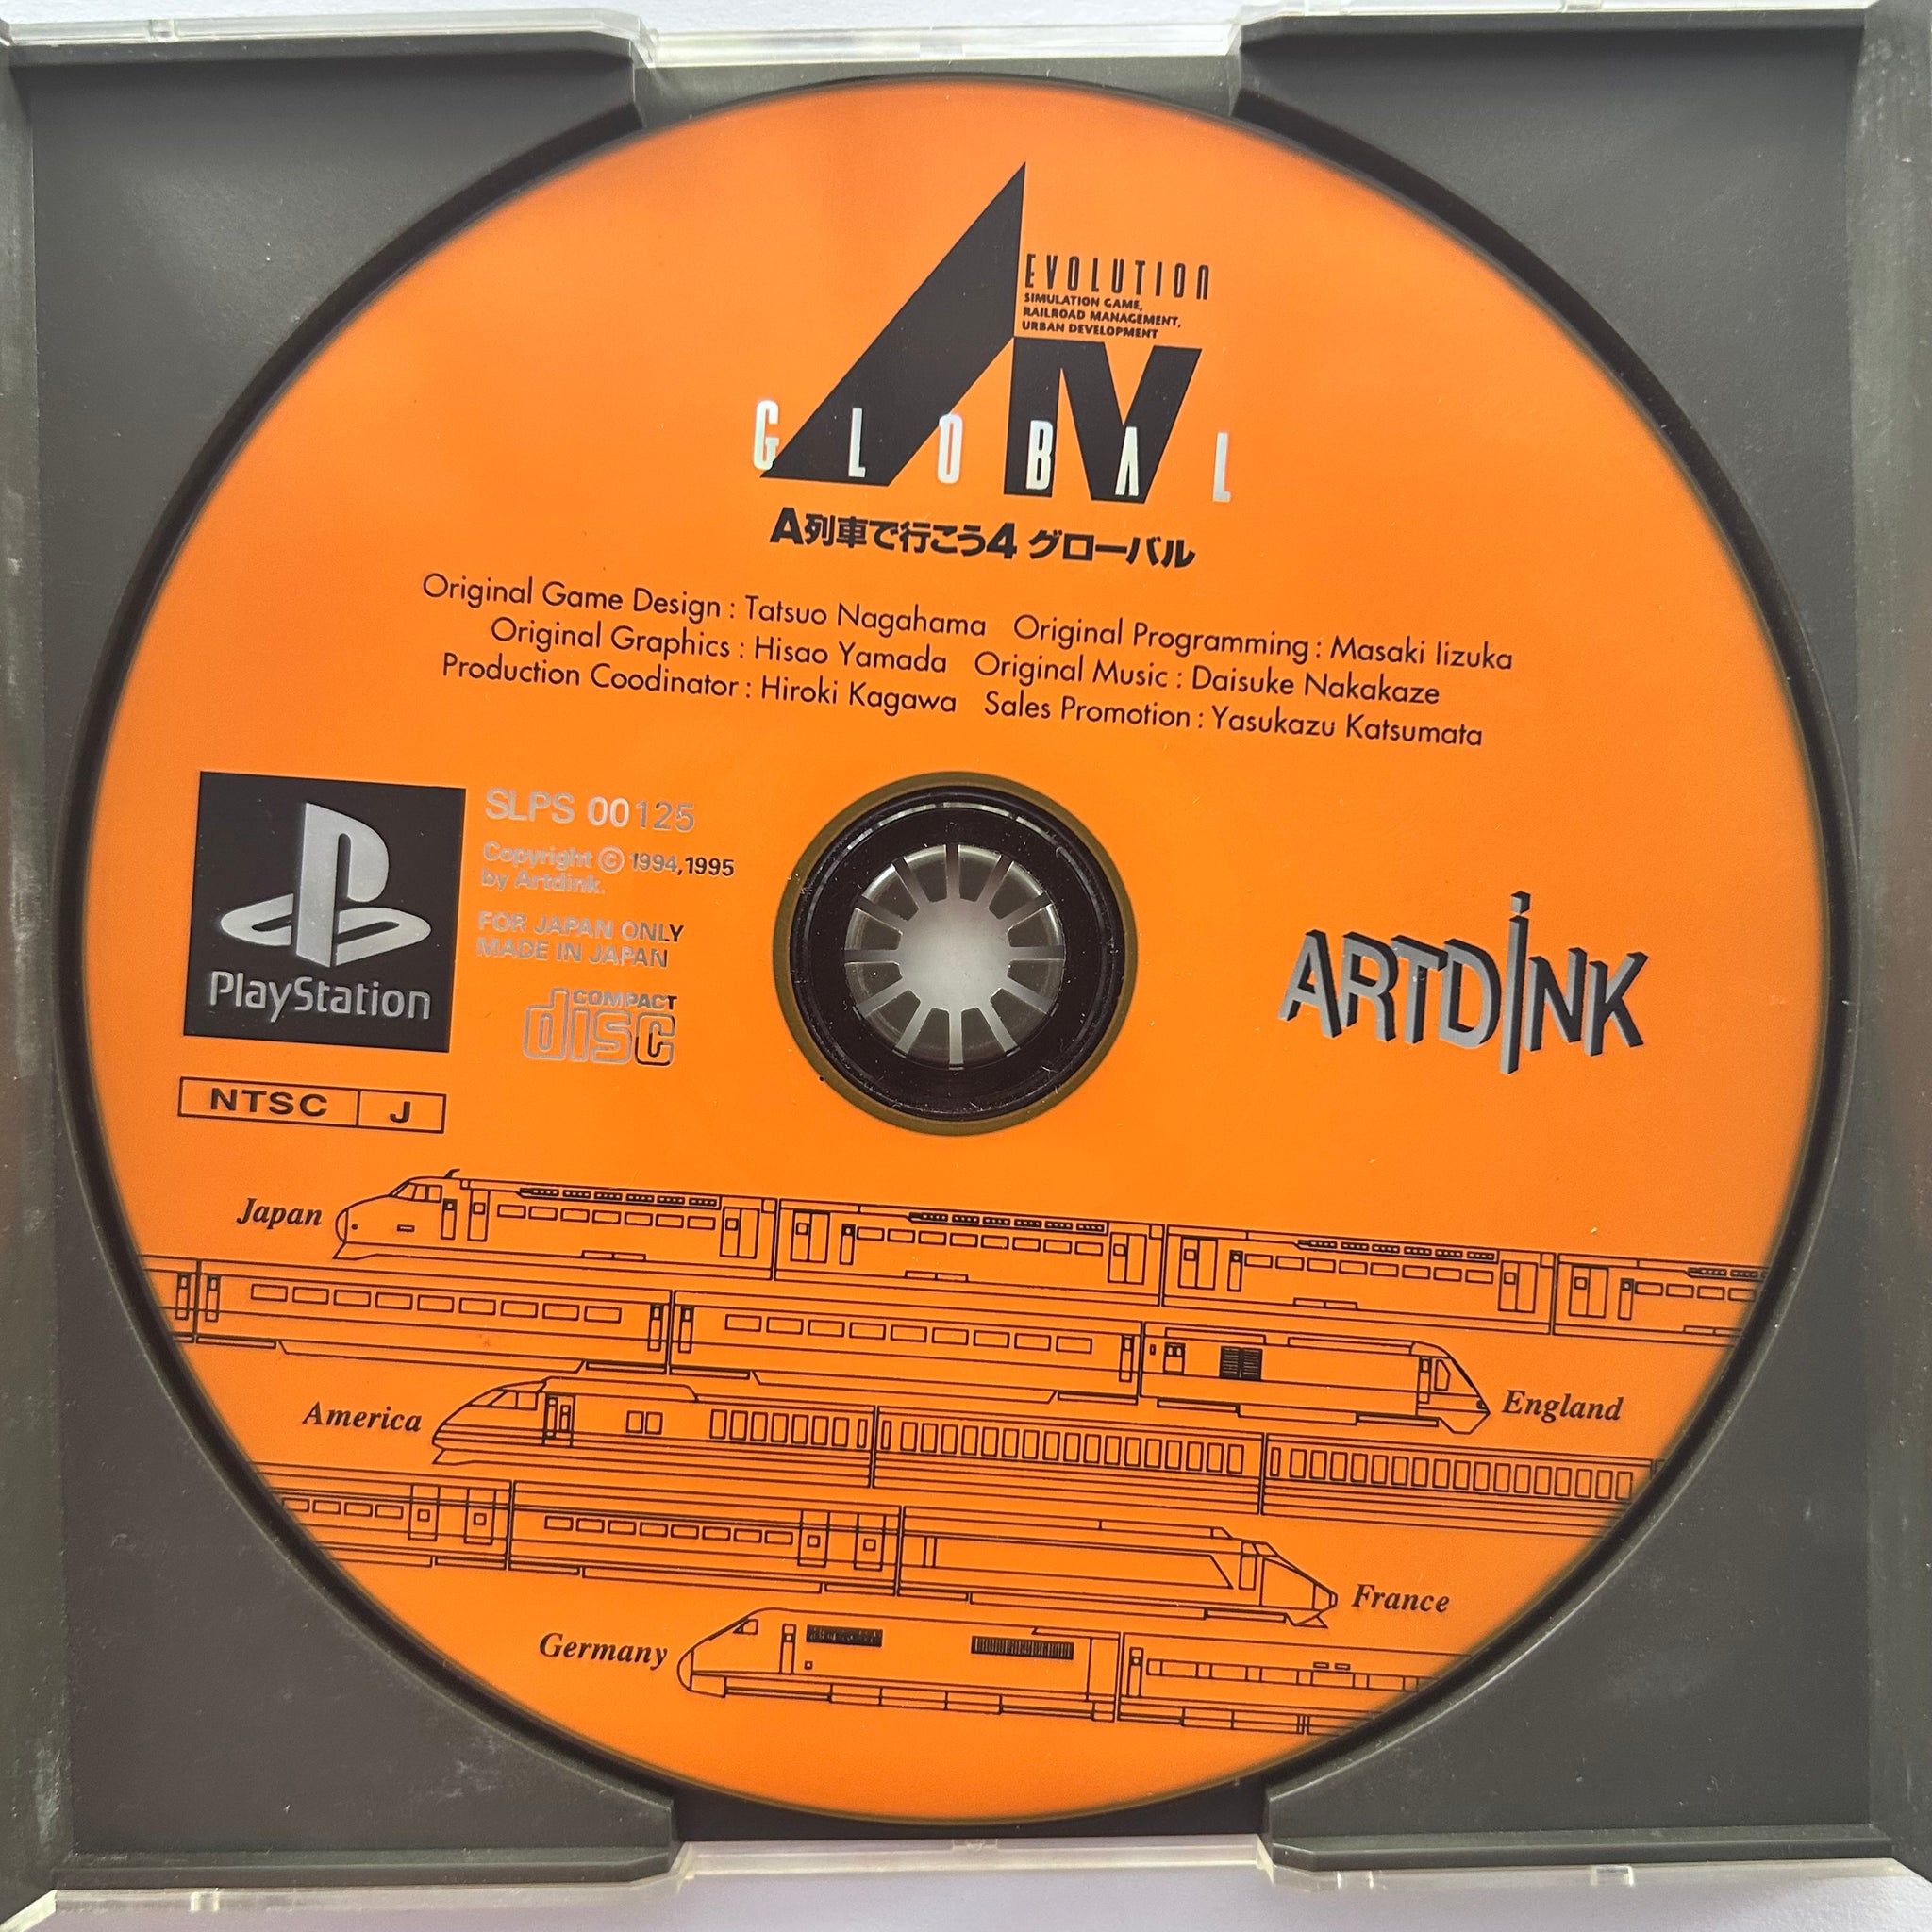 EVOLUTION
SIMULATION GAME,
RAILROAD MANAGEMENT,
URBAN DEVELOPMENT
AIV
GLOBAL
A列車で行こう4 グローバル
Original Game Design : Tatsuo Nagahama Original Programming : Masaki Iizuka
Original Graphics : Hisao Yamada Original Music : Daisuke Nakakaze
Production Coodinator : Hiroki Kagawa Sales Promotion : Yasukazu Katsumata
SLPS 00125
Copyright © 1994,1995
by Artdink.
FOR JAPAN ONLY
MADE IN JAPAN
COMPACT
disc
PlayStation
ARTDINK
NTSC J
Japan
England
America
France
Germany